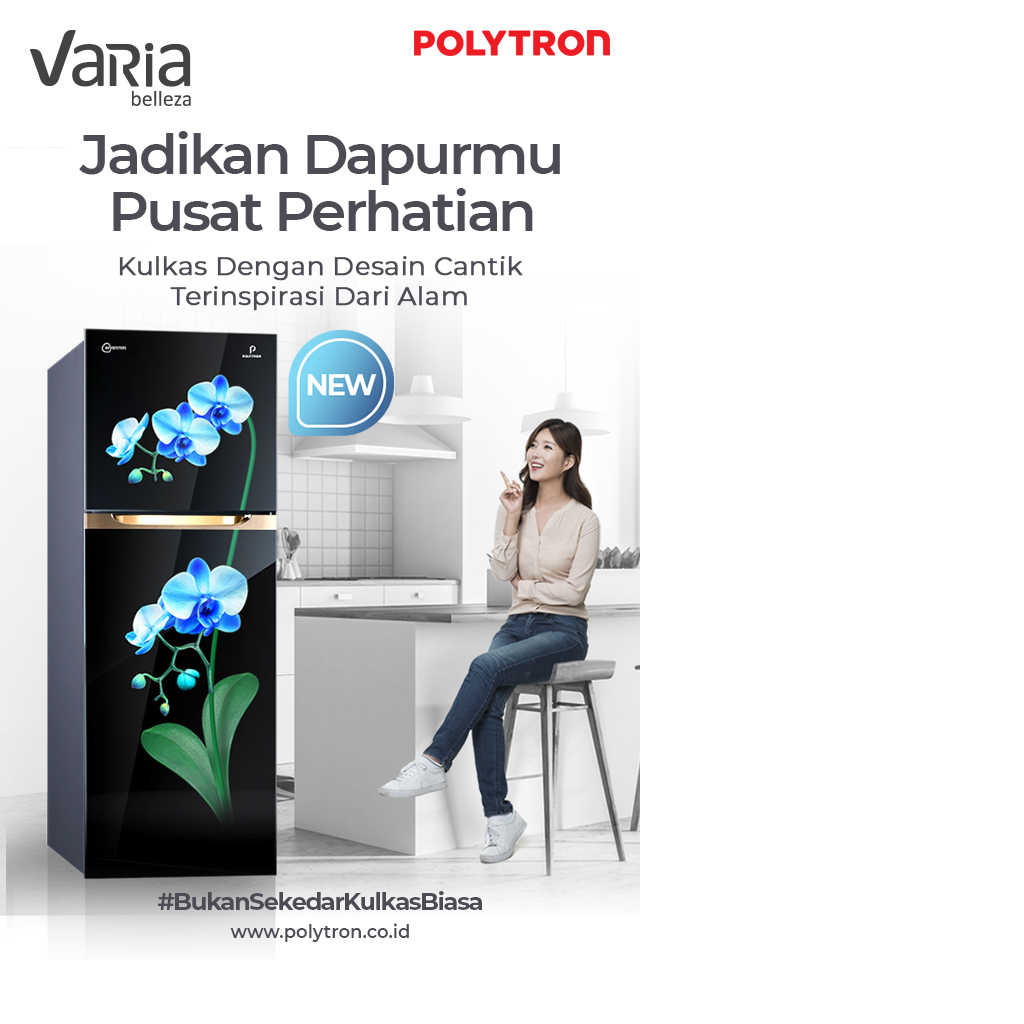 VaRia
belleza
POLYTRON
Jadikan Dapurmu
Pusat Perhatian
Kulkas Dengan Desain Cantik
Terinspirasi Dari Alam
INVERTER
POLYTRON
NEW
#BukanSekedarKulkasBiasa
www.polytron.co.id